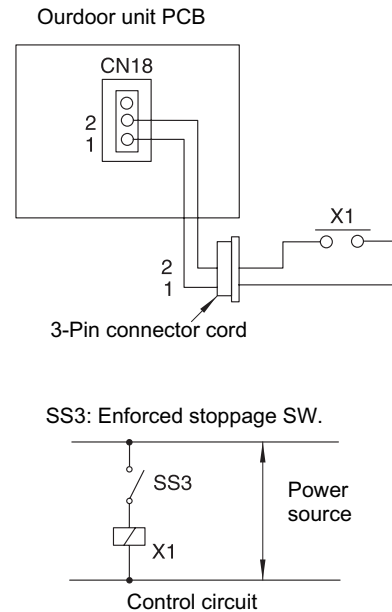 Ourdoor unit PCB
CN18
2
1
X1
2
1
3-Pin connector cord
SS3: Enforced stoppage SW.
SS3
Power
source
X1
Control circuit